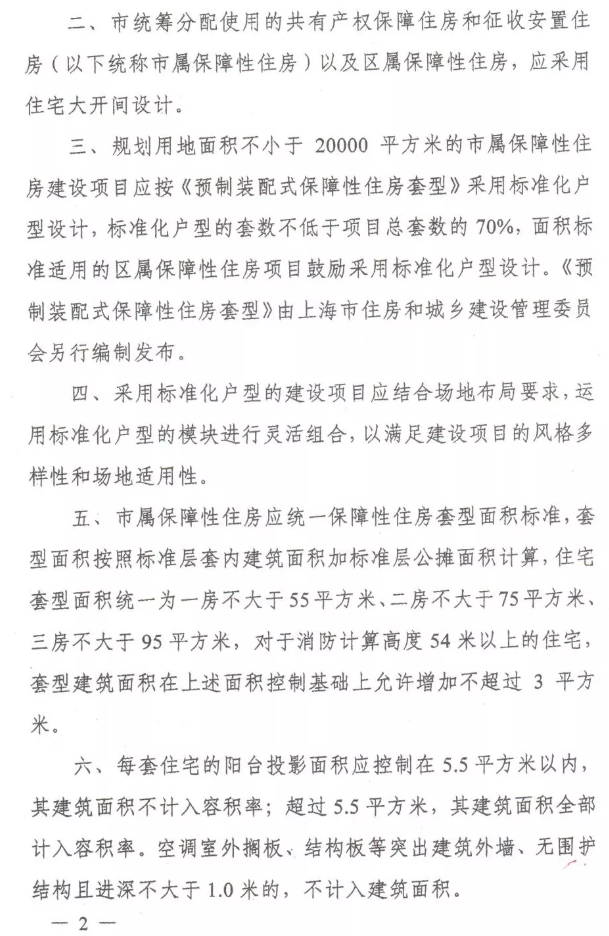 二、市统筹分配使用的共有产权保障住房和征收安置住
房（以下统称市属保障性住房）以及区属保障性住房，应采用
住宅大开间设计。
三、规划用地面积不小于 20000 平方米的市属保障性住
房建设项目应按《预制装配式保障性住房套型》采用标准化户
型设计，标准化户型的套数不低于项目总套数的 70%，面积标
准适用的区属保障性住房项目鼓励采用标准化户型设计。《预
制装配式保障性住房套型》由上海市住房和城乡建设管理委员
会另行编制发布。
四、采用标准化户型的建设项目应结合场地布局要求，运
用标准化户型的模块进行灵活组合，以满足建设项目的风格多
样性和场地适用性。
五、市属保障性住房应统一保障性住房套型面积标准，套
型面积按照标准层套内建筑面积加标准层公摊面积计算，住宅
套型面积统一为一房不大于 55 平方米、二房不大于 75 平方米、
三房不大于 95 平方米，对于消防计算高度 54 米以上的住宅，
套型建筑面积在上述面积控制基础上允许增加不超过 3 平方
米。
六、每套住宅的阳台投影面积应控制在 5.5 平方米以内，
其建筑面积不计入容积率；超过 5.5 平方米，其建筑面积全部
计入容积率。空调室外搁板、结构板等突出建筑外墙、无围护
结构且进深不大于 1.0 米的，不计入建筑面积。
— 2 —